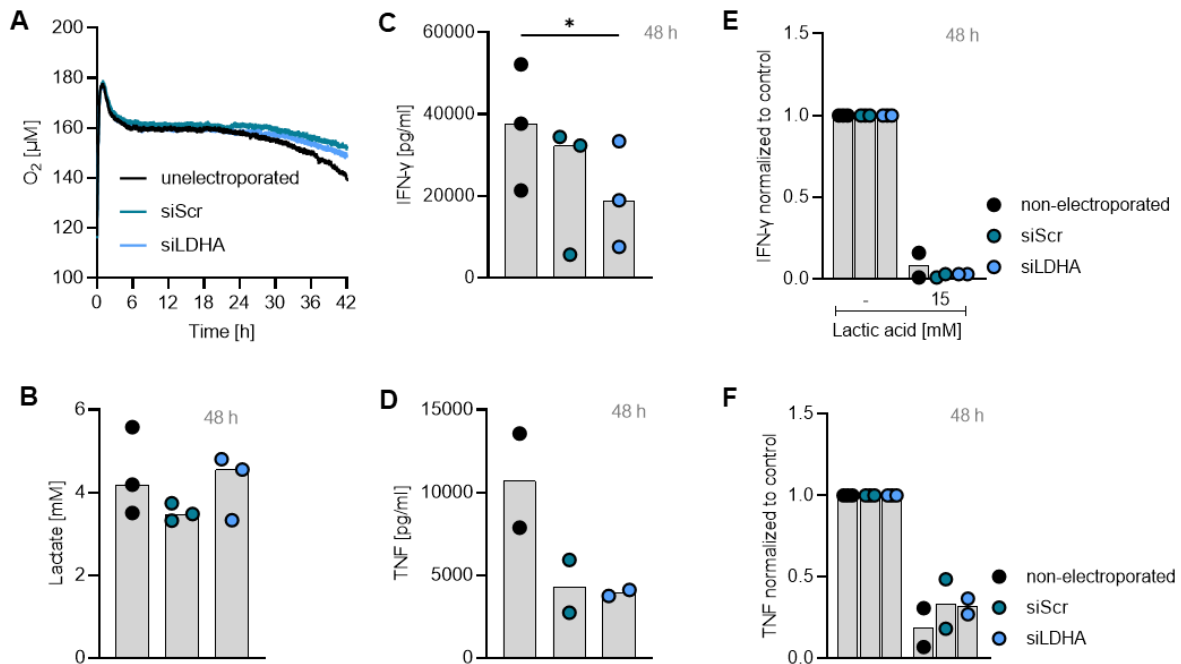 A
200
180
160
140
120
100
O₂ [µM]
unelectroporated
siScr
siLDHA
0 6 12 18 24 30 36 42
Time [h]
B
6
4
2
0
Lactate [mM]
48 h
C
60000
40000
20000
0
IFN-γ [pg/ml]
*
48 h
D
15000
10000
5000
0
TNF [pg/ml]
48 h
E
1.5
1.0
0.5
0.0
IFN-γ normalized to control
48 h
non-electroporated
siScr
siLDHA
- 15
Lactic acid [mM]
F
1.5
1.0
0.5
0.0
TNF normalized to control
48 h
non-electroporated
siScr
siLDHA